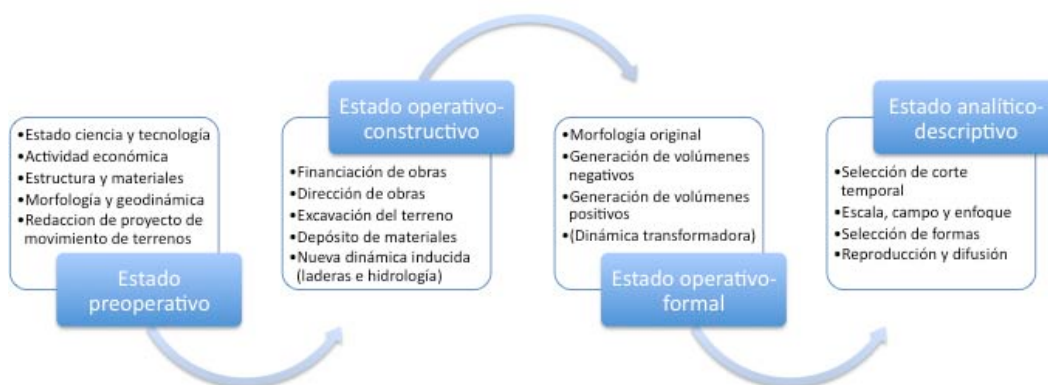 •Estado ciencia y tecnología
•Actividad económica
•Estructura y materiales
•Morfología y geodinámica
•Redaccion de proyecto de
movimiento de terrenos
Estado
preoperativo
Estado operativo-
constructivo
•Financiación de obras
•Dirección de obras
•Excavación del terreno
•Depósito de materiales
•Nueva dinámica inducida
(laderas e hidrología)
•Morfología original
•Generación de volúmenes
negativos
•Generación de volúmenes
positivos
•(Dinámica transformadora)
Estado operativo-
formal
Estado analítico-
descriptivo
•Selección de corte
temporal
•Escala, campo y enfoque
•Selección de formas
•Reproducción y difusión